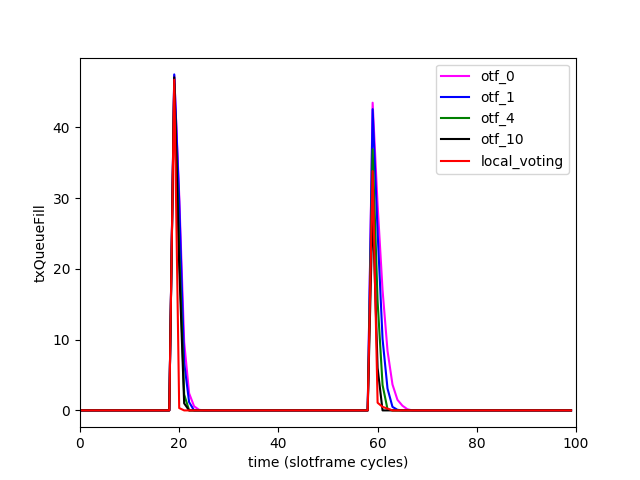 otf_0
otf_1
otf_4
otf_10
local_voting
txQueueFill
40
30
20
10
0
0 20 40 60 80 100
time (slotframe cycles)